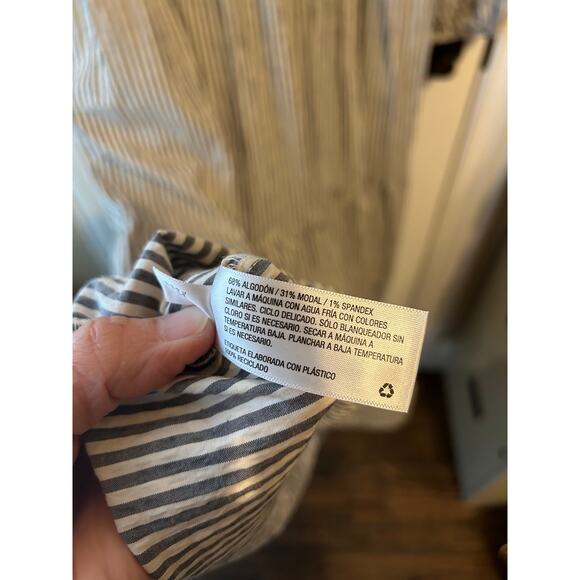 68% ALGODÓN / 31% MODAL / 1% SPANDEX
LAVAR A MÁQUINA CON AGUA FRÍA CON COLORES
SIMILARES. CICLO DELICADO. SÓLO BLANQUEADOR SIN
CLORO SI ES NECESARIO. SECAR A MÁQUINA A
TEMPERATURA BAJA. PLANCHAR A BAJA TEMPERATURA
SI ES NECESARIO.
ETIQUETA ELABORADA CON PLÁSTICO
100% RECICLADO